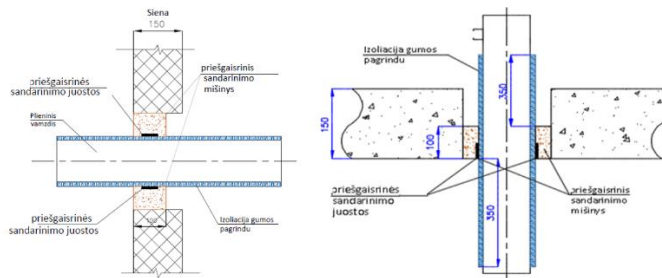 Siena
150
priešgaisrinės
sandarinimo juostos
Plieninis
vamzdis
priešgaisrinis
sandarinimo
mišinys
priešgaisrinės
sandarinimo juostos
100
Izoliacija gumos
pagrindu
Izoliacija gumos
pagrindu
350
150
100
350
priešgaisrinės
sandarinimo
juostos
priešgaisrinis
sandarinimo
mišinys